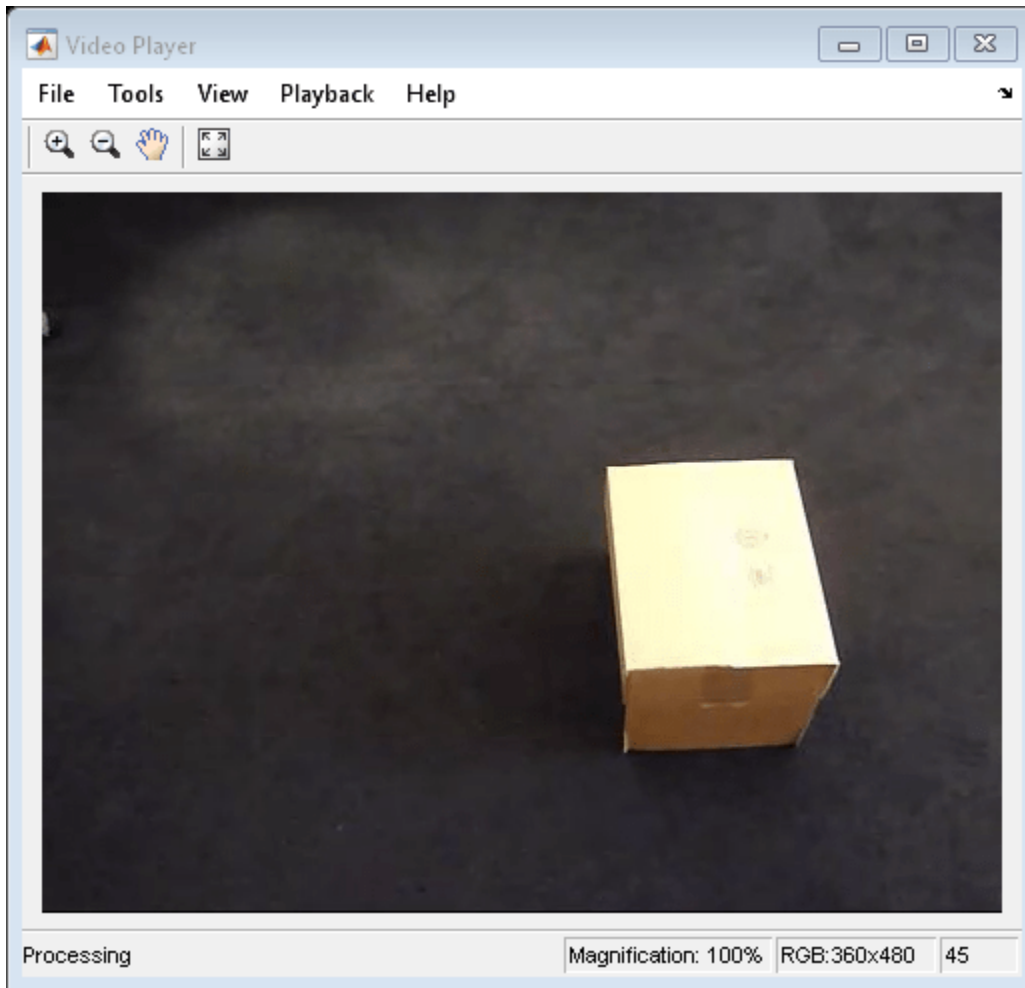 Video Player
File Tools View Playback Help
Processing Magnification: 100% RGB:360x480 45